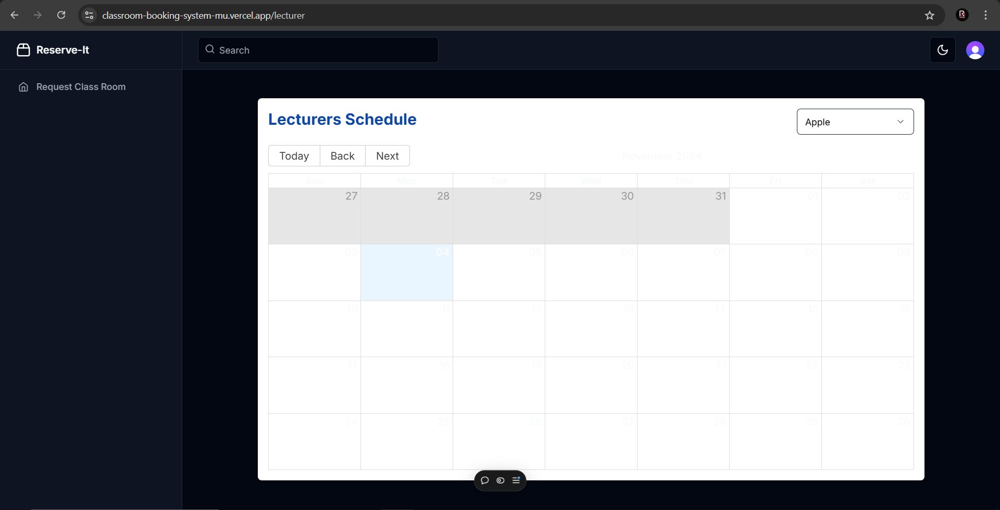 classroom-booking-system-mu.vercel.app/lecturer
Reserve-It
Search
Request Class Room
Lecturers Schedule
Apple
Today Back Next
November 2024
Sun Mon Tue Wed Thu Fri Sat
27 28 29 30 31 01 02
03 04 05 06 07 08 09
10 11 12 13 14 15 16
17 18 19 20 21 22 23
24 25 26 27 28 29 30